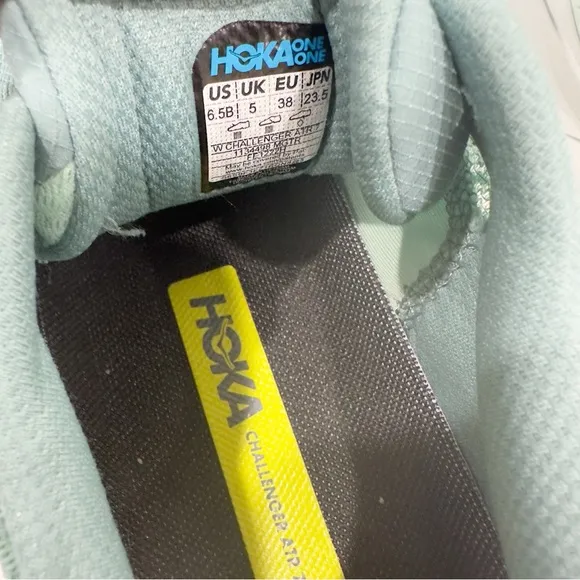 HOKA ONE ONE
US UK EU JPN
6.5B 5 38 23.5
W CHALLENGER ATR 7
HOKA
CHALLENGER ATR 7